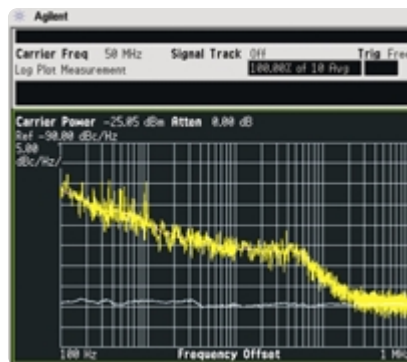 Agilent
Carrier Freq 50 MHz Signal Track Off Trig Free
Log Plot Measurement 100.00% of 10 Avg
Carrier Power -25.05 dBm Atten 0.00 dB
Ref -90.00 dBc/Hz
5.00
dBc/Hz/
100 Hz Frequency Offset 1 MH